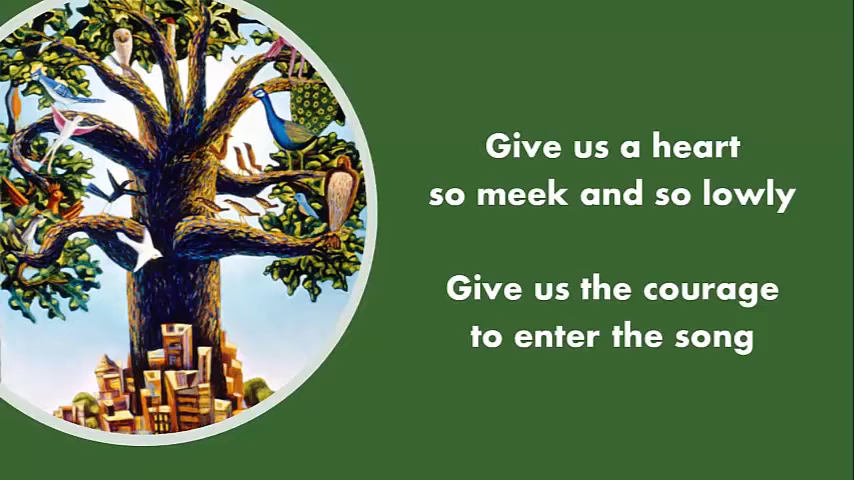 Give us a heart
so meek and so lowly
Give us the courage
to enter the song